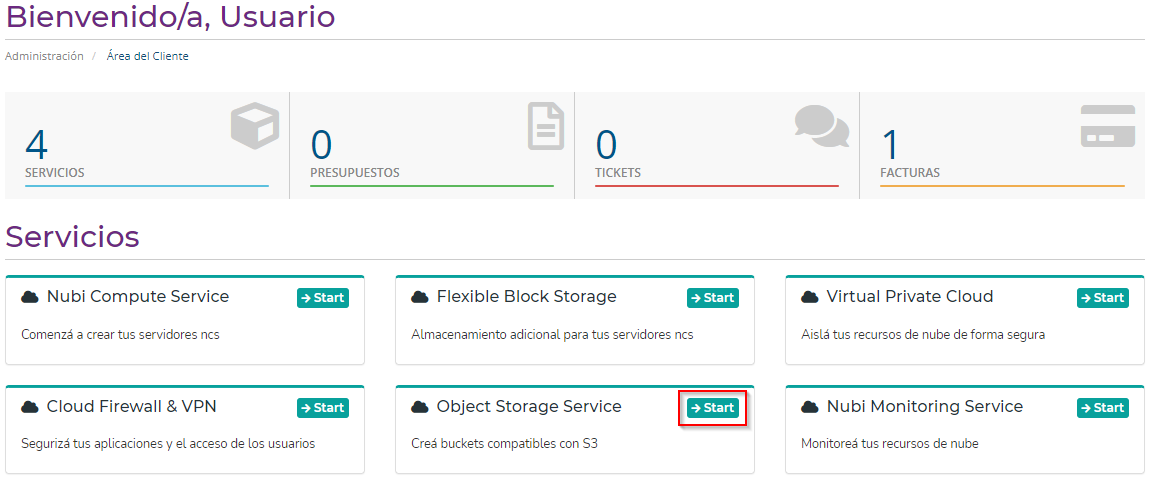 Bienvenido/a, Usuario
Administración / Área del Cliente
4
SERVICIOS
0
PRESUPUESTOS
0
TICKETS
1
FACTURAS
Servicios
Nubi Compute Service Start
Comenzá a crear tus servidores ncs
Flexible Block Storage Start
Almacenamiento adicional para tus servidores ncs
Virtual Private Cloud Start
Aislá tus recursos de nube de forma segura
Cloud Firewall & VPN Start
Segurizá tus aplicaciones y el acceso de los usuarios
Object Storage Service Start
Creá buckets compatibles con S3
Nubi Monitoring Service Start
Monitoreá tus recursos de nube